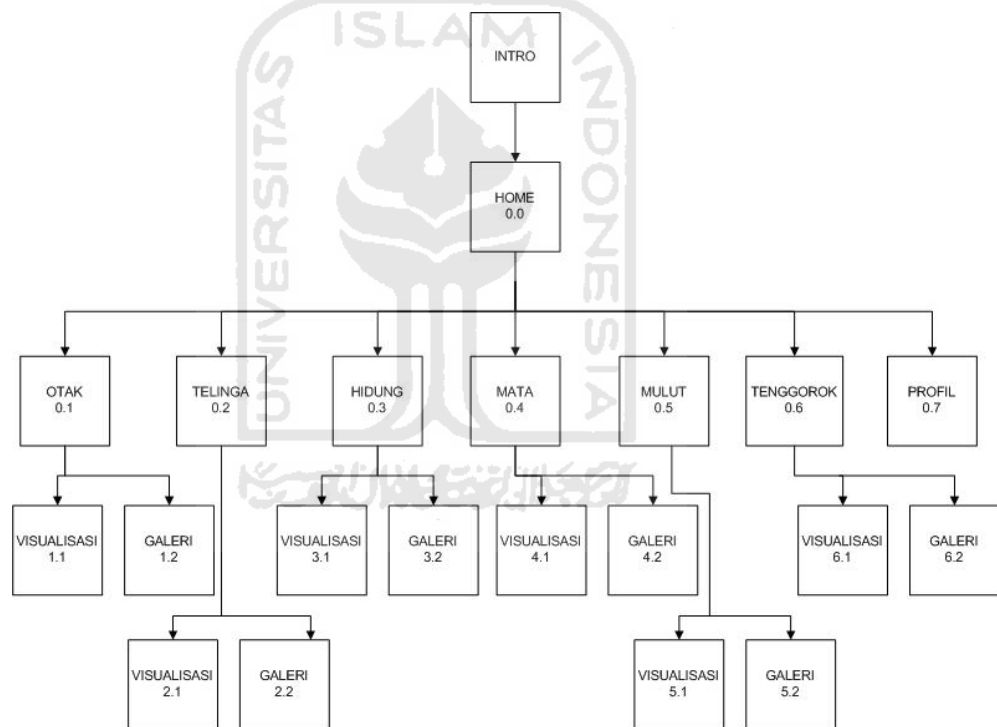 ISLAM
UNIVERSITAS
INDONESIA
INTRO
HOME
0.0
OTAK
0.1
TELINGA
0.2
HIDUNG
0.3
MATA
0.4
MULUT
0.5
TENGGOROK
0.6
PROFIL
0.7
VISUALISASI
1.1
GALERI
1.2
VISUALISASI
3.1
GALERI
3.2
VISUALISASI
4.1
GALERI
4.2
VISUALISASI
6.1
GALERI
6.2
VISUALISASI
2.1
GALERI
2.2
VISUALISASI
5.1
GALERI
5.2